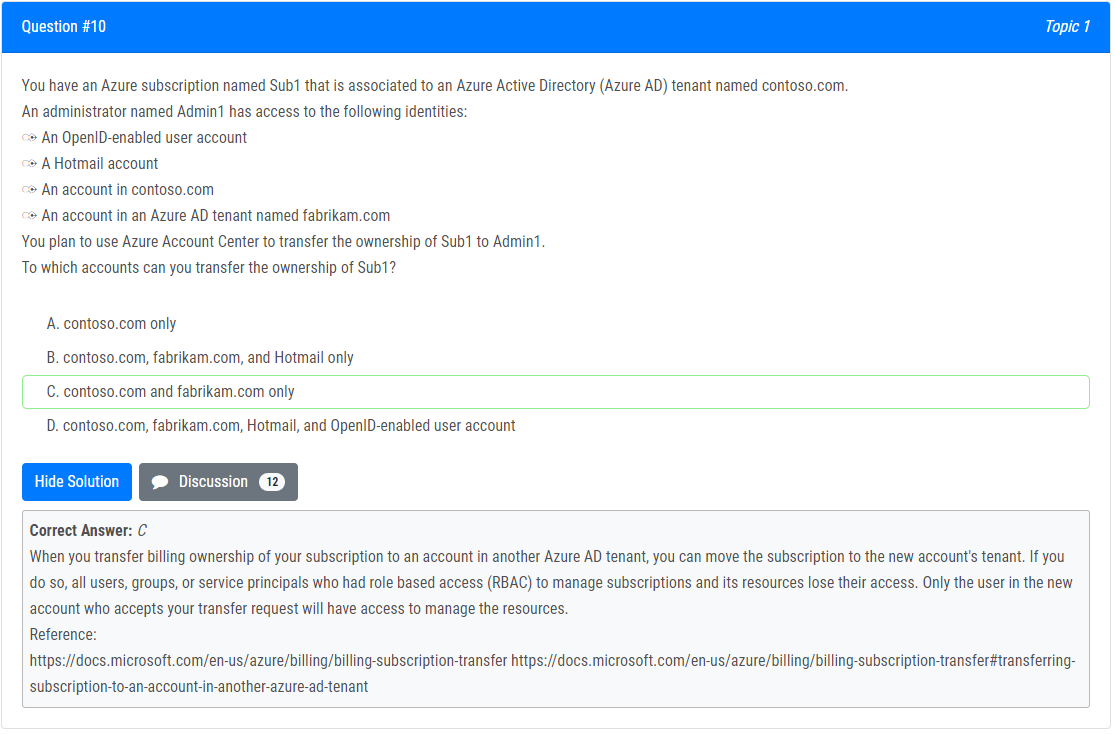 Question #10
Topic 1
You have an Azure subscription named Sub1 that is associated to an Azure Active Directory (Azure AD) tenant named contoso.com.
An administrator named Admin1 has access to the following identities:
An OpenID-enabled user account
A Hotmail account
An account in contoso.com
An account in an Azure AD tenant named fabrikam.com
You plan to use Azure Account Center to transfer the ownership of Sub1 to Admin1.
To which accounts can you transfer the ownership of Sub1?
A. contoso.com only
B. contoso.com, fabrikam.com, and Hotmail only
C. contoso.com and fabrikam.com only
D. contoso.com, fabrikam.com, Hotmail, and OpenID-enabled user account
Hide Solution
Discussion 12
Correct Answer: C
When you transfer billing ownership of your subscription to an account in another Azure AD tenant, you can move the subscription to the new account's tenant. If you
do so, all users, groups, or service principals who had role based access (RBAC) to manage subscriptions and its resources lose their access. Only the user in the new
account who accepts your transfer request will have access to manage the resources.
Reference:
https://docs.microsoft.com/en-us/azure/billing/billing-subscription-transfer https://docs.microsoft.com/en-us/azure/billing/billing-subscription-transfer#transferring-
subscription-to-an-account-in-another-azure-ad-tenant